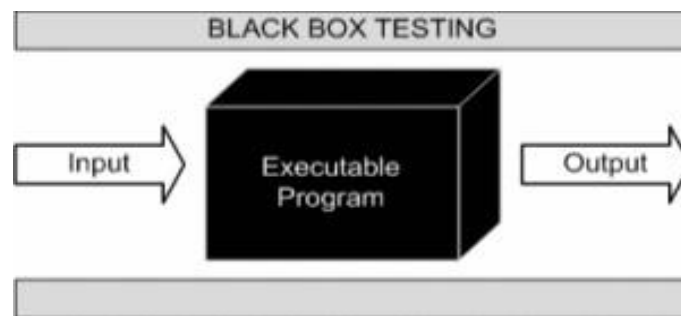 BLACK BOX TESTING
Input
Executable
Program
Output